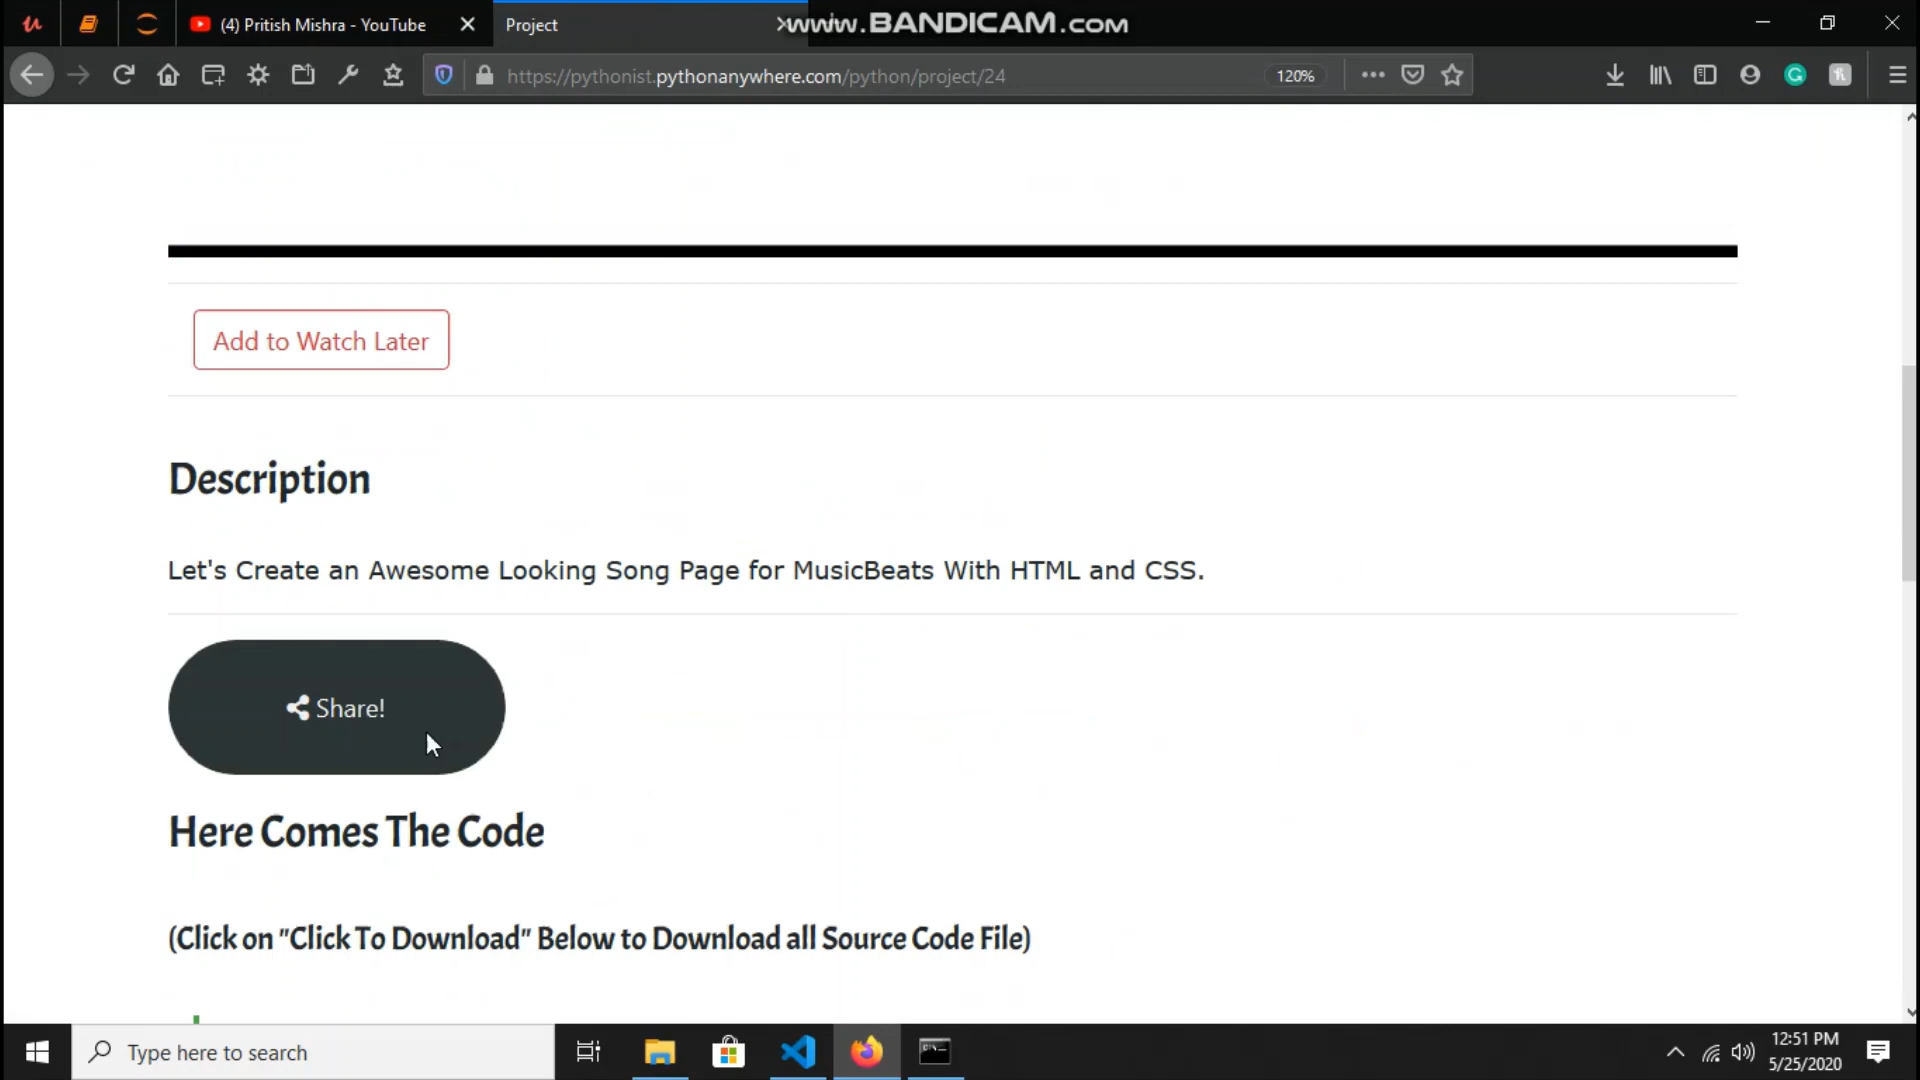 (4) Pritish Mishra - YouTube
Project
www.BANDICAM.com
https://pythonist.pythonanywhere.com/python/project/24
120%
Add to Watch Later
Description
Let's Create an Awesome Looking Song Page for MusicBeats With HTML and CSS.
Share!
Here Comes The Code
(Click on "Click To Download" Below to Download all Source Code File)
Type here to search
12:51 PM
5/25/2020